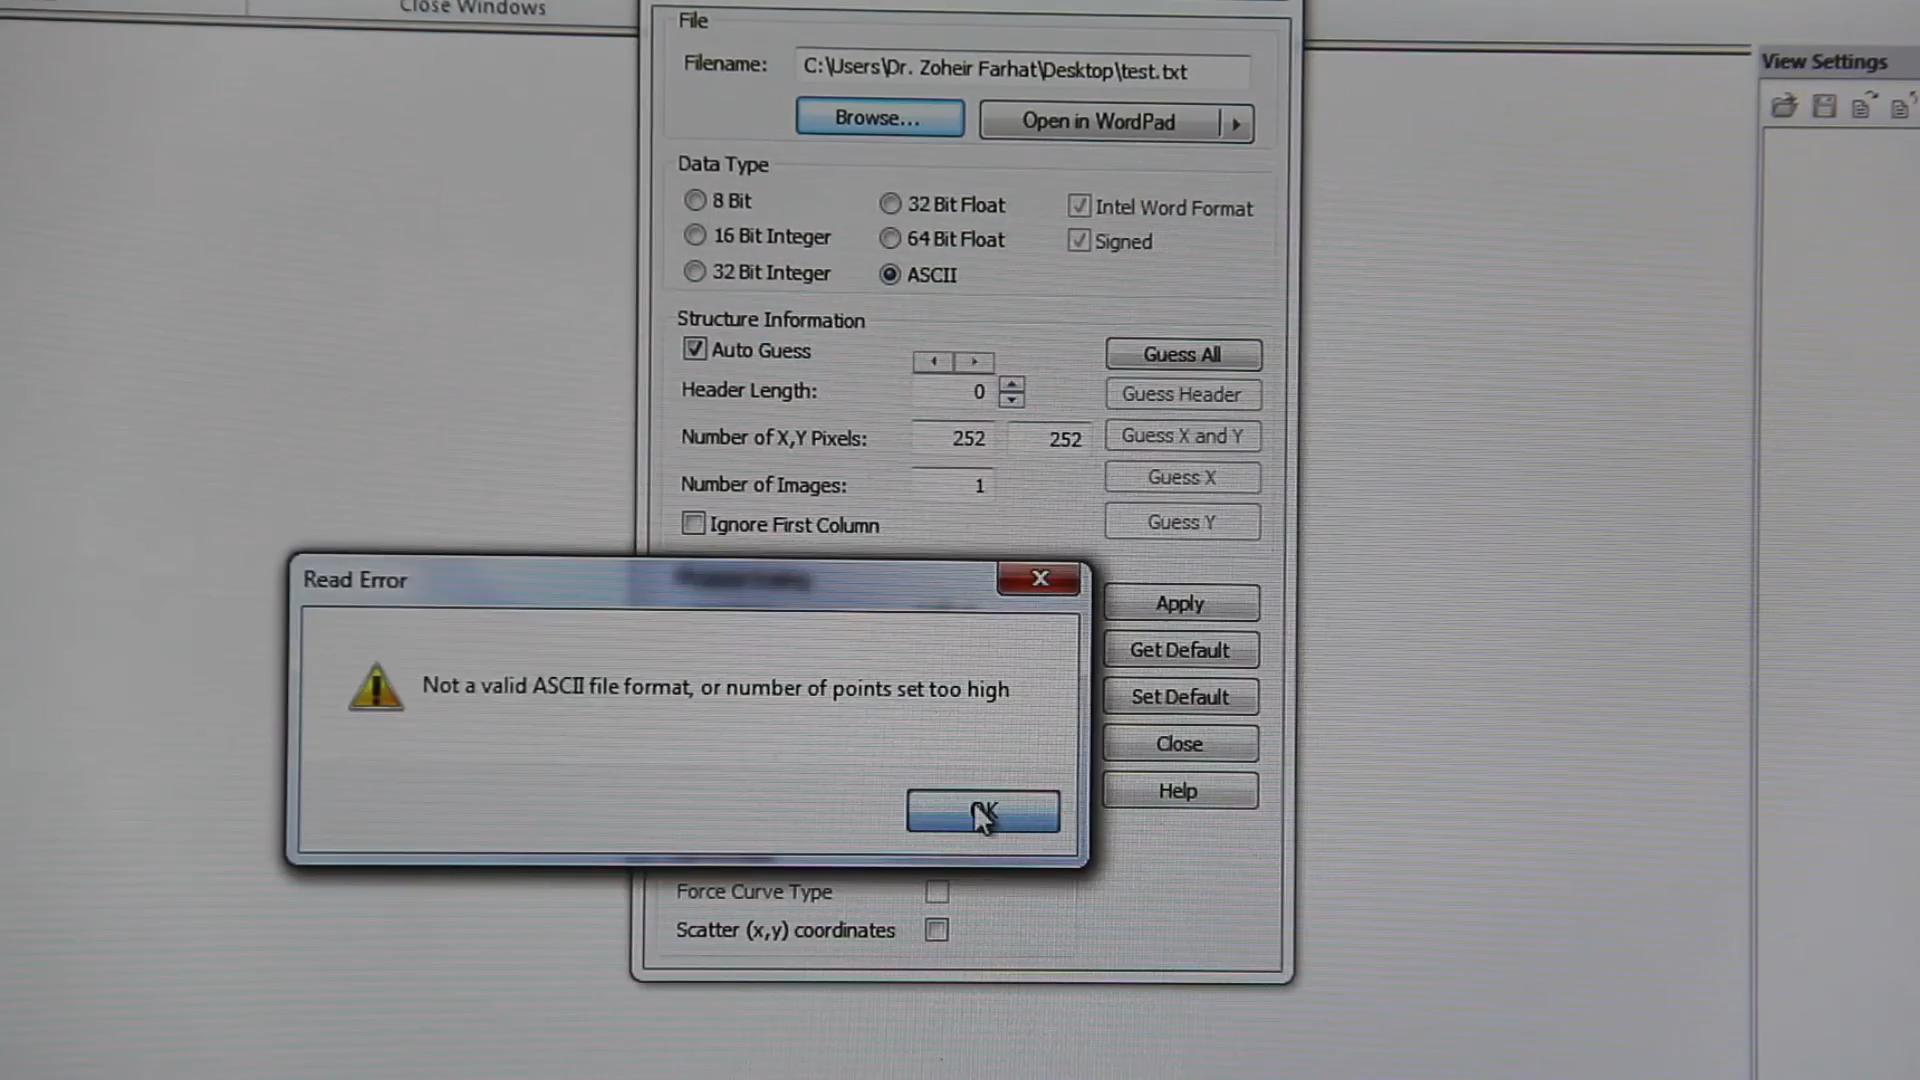 Close Windows
File
Filename: C:\Users\Dr. Zoheir Farhat\Desktop\test.txt
Browse... Open in WordPad
View Settings
Data Type
8 Bit 32 Bit Float Intel Word Format
16 Bit Integer 64 Bit Float Signed
32 Bit Integer ASCII
Structure Information
Auto Guess Guess All
Header Length: 0 Guess Header
Number of X,Y Pixels: 252 252 Guess X and Y
Number of Images: 1 Guess X
Ignore First Column Guess Y
Read Error X
Not a valid ASCII file format, or number of points set too high
OK
Apply
Get Default
Set Default
Close
Help
Force Curve Type
Scatter (x,y) coordinates